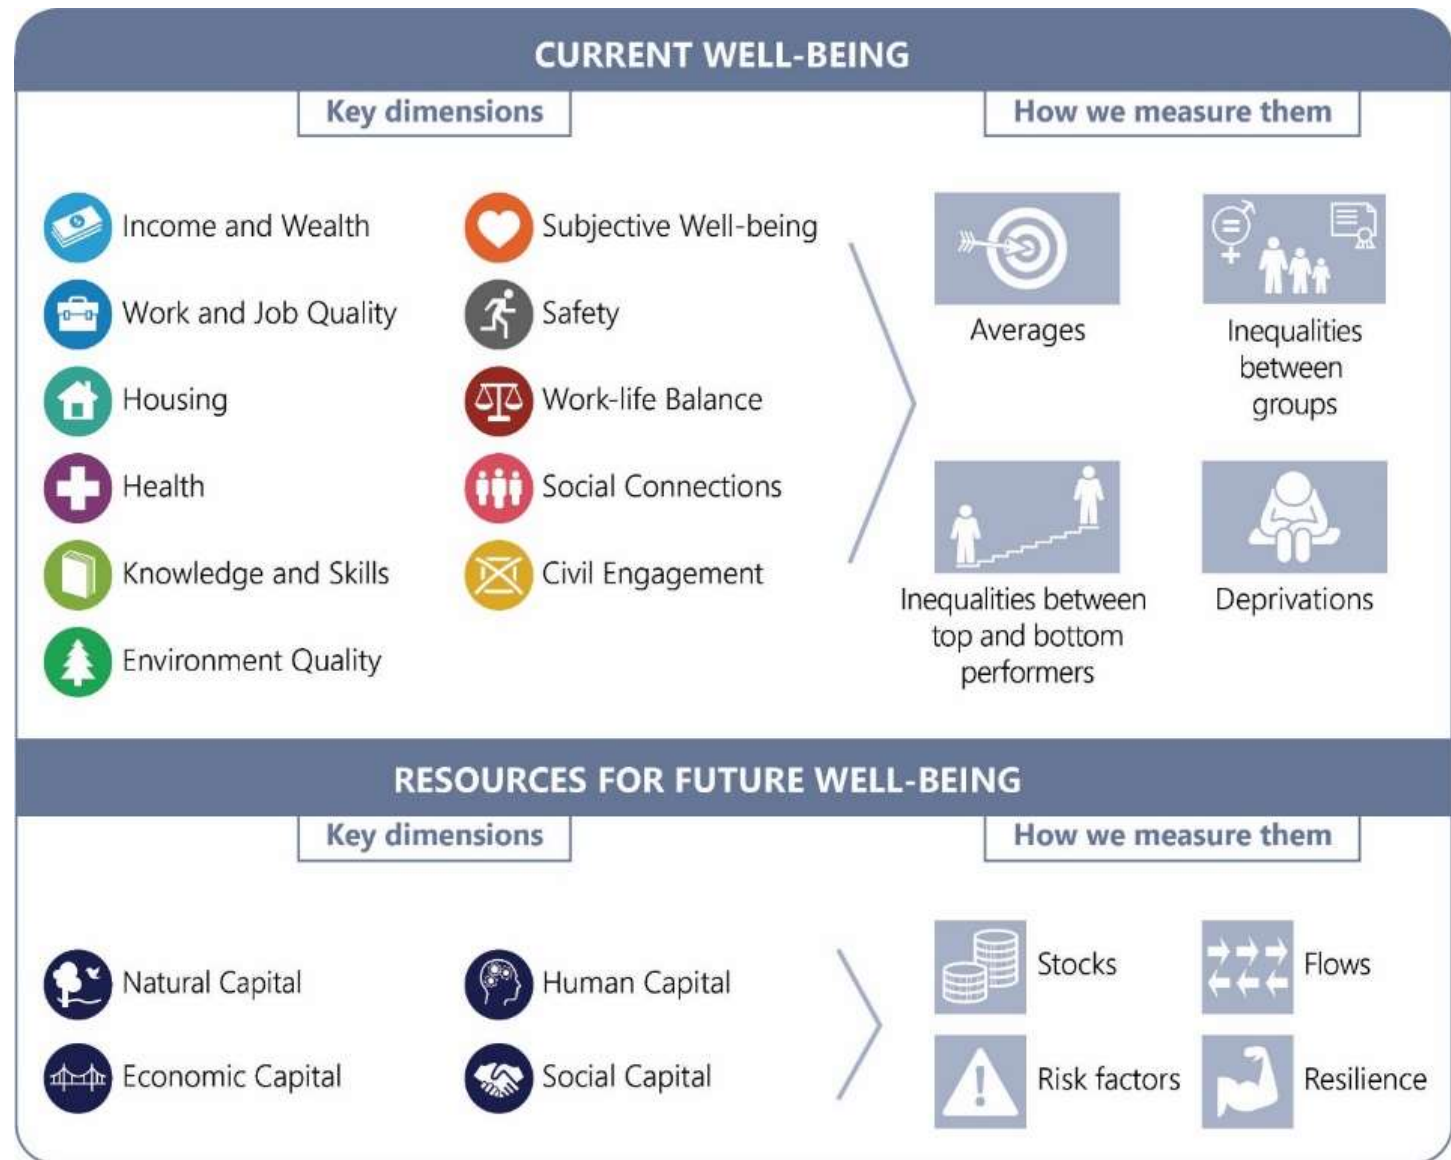 CURRENT WELL-BEING
Key dimensions
How we measure them
Income and Wealth
Work and Job Quality
Housing
Health
Knowledge and Skills
Environment Quality
Subjective Well-being
Safety
Work-life Balance
Social Connections
Civil Engagement
Averages
Inequalities
between
groups
Inequalities between
top and bottom
performers
Deprivations
RESOURCES FOR FUTURE WELL-BEING
Key dimensions
How we measure them
Natural Capital
Economic Capital
Human Capital
Social Capital
Stocks
Flows
Risk factors
Resilience